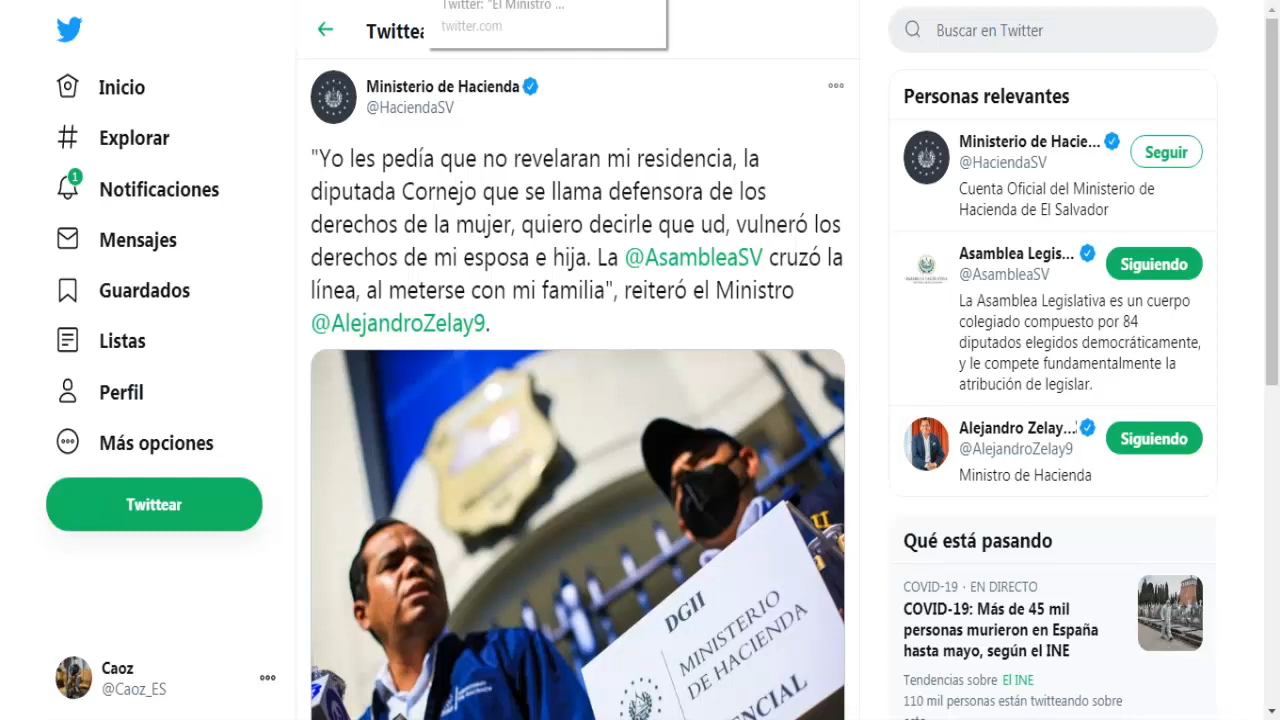 Twitter: "El Ministro ...
twitter.com
Inicio
Explorar
1
Notificaciones
Mensajes
Guardados
Listas
Perfil
Más opciones
Twittear
Caoz
@Caoz_ES
Ministerio de Hacienda
@HaciendaSV
"Yo les pedía que no revelaran mi residencia, la
diputada Cornejo que se llama defensora de los
derechos de la mujer, quiero decirle que ud, vulneró los
derechos de mi esposa e hija. La @AsambleaSV cruzó la
línea, al meterse con mi familia", reiteró el Ministro
@AlejandroZelay9.
DGII
MINISTERIO
DE HACIENDA
Buscar en Twitter
Personas relevantes
Ministerio de Hacie...
@HaciendaSV
Seguir
Cuenta Oficial del Ministerio de
Hacienda de El Salvador
Asamblea Legis...
@AsambleaSV
Siguiendo
La Asamblea Legislativa es un cuerpo
colegiado compuesto por 84
diputados elegidos democráticamente,
y le compete fundamentalmente la
atribución de legislar.
Alejandro Zelay...
@AlejandroZelay9
Siguiendo
Ministro de Hacienda
Qué está pasando
COVID-19 · EN DIRECTO
COVID-19: Más de 45 mil
personas murieron en España
hasta mayo, según el INE
Tendencias sobre El INE
110 mil personas están twitteando sobre